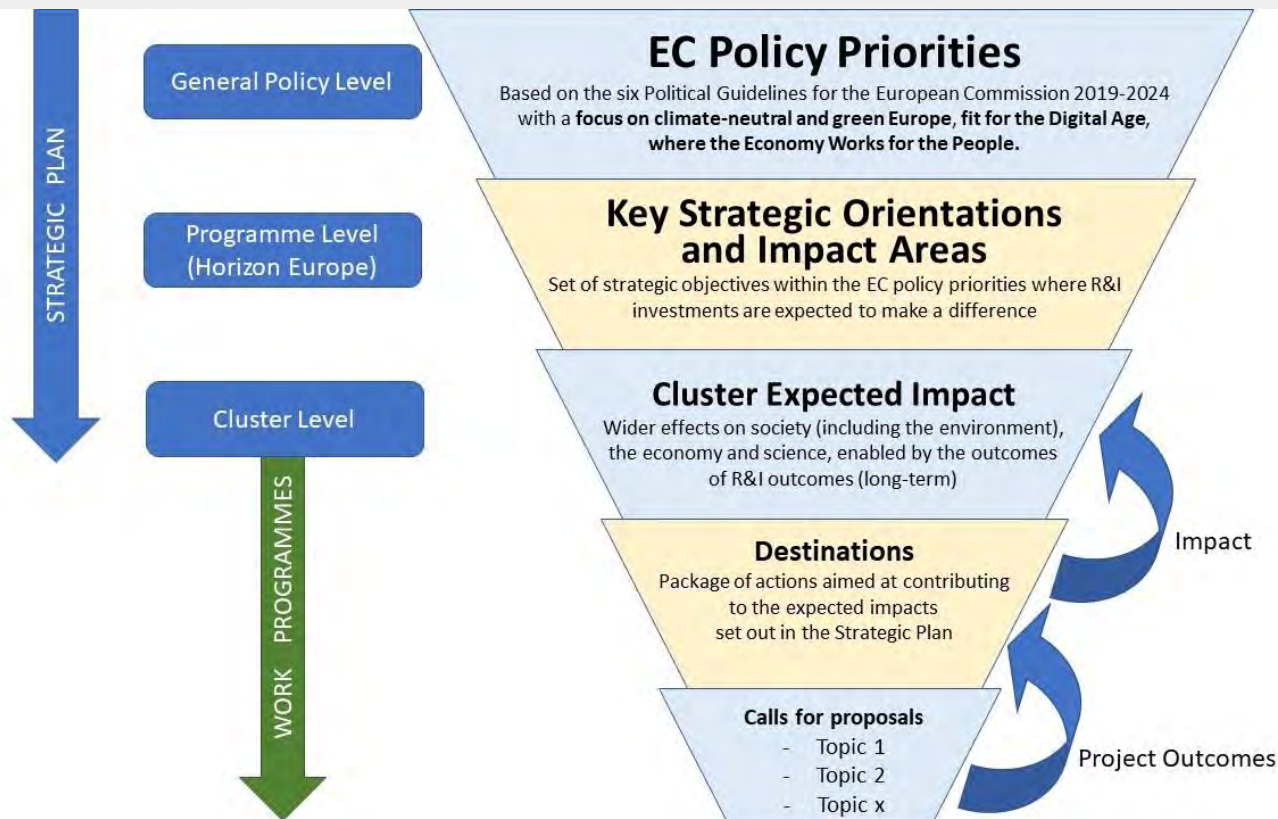 STRATEGIC PLAN
General Policy Level
EC Policy Priorities
Based on the six Political Guidelines for the European Commission 2019-2024
with a focus on climate-neutral and green Europe, fit for the Digital Age,
where the Economy Works for the People.
Programme Level
(Horizon Europe)
Key Strategic Orientations
and Impact Areas
Set of strategic objectives within the EC policy priorities where R&I
investments are expected to make a difference
Cluster Level
Cluster Expected Impact
Wider effects on society (including the environment),
the economy and science, enabled by the outcomes
of R&I outcomes (long-term)
WORK PROGRAMMES
Destinations
Package of actions aimed at contributing
to the expected impacts
set out in the Strategic Plan
Impact
Calls for proposals
- Topic 1
- Topic 2
- Topic x
Project Outcomes